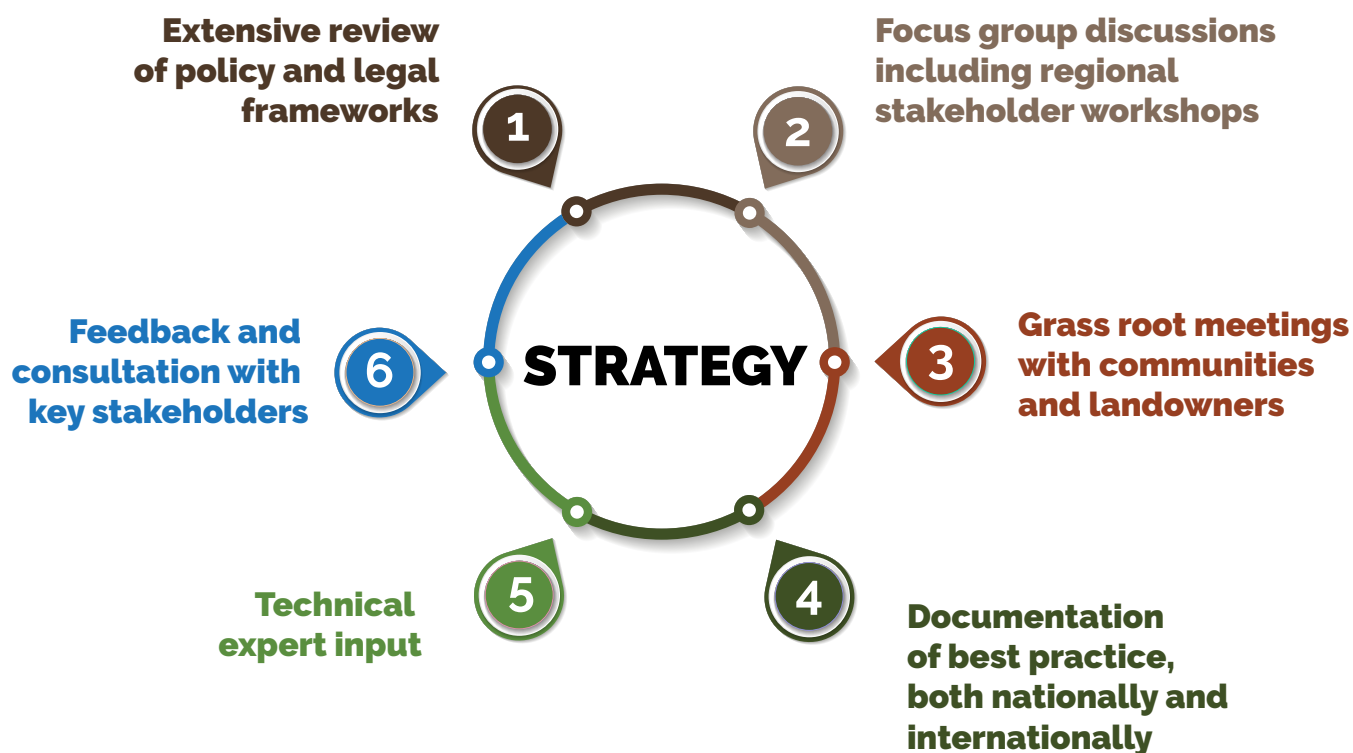 Extensive review
of policy and legal
frameworks
1
2
Focus group discussions
including regional
stakeholder workshops
3
Grass root meetings
with communities
and landowners
4
Documentation
of best practice,
both nationally and
internationally
5
Technical
expert input
6
Feedback and
consultation with
key stakeholders
STRATEGY